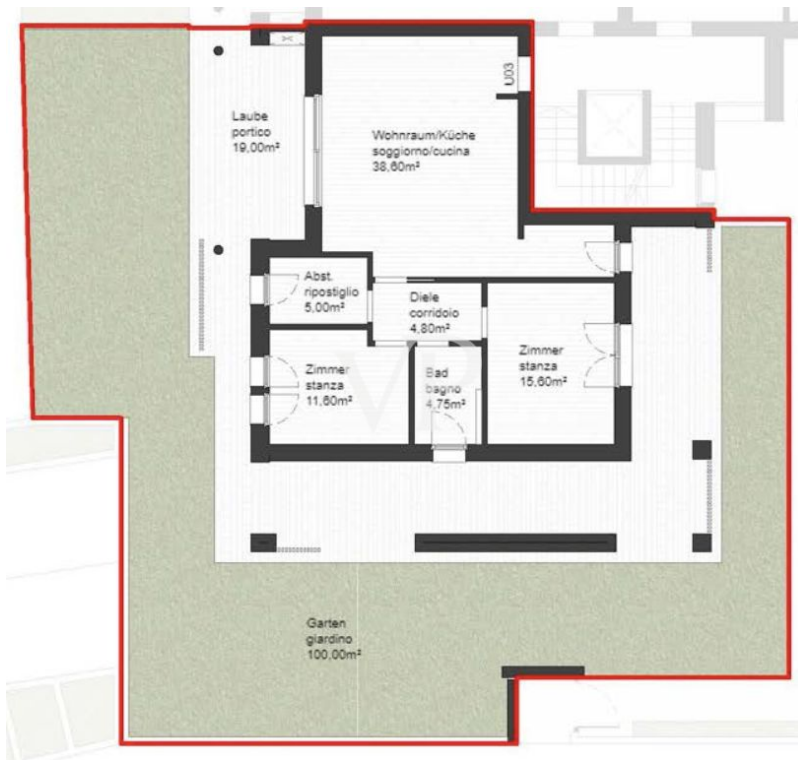 Laube
portico
19,00m²
Wohnraum/Küche
soggiorno/cucina
38,60m²
U03
Abst.
ripostiglio
5,00m²
Diele
corridoio
4,80m²
Zimmer
stanza
11,60m²
Bad
bagno
4,75m²
Zimmer
stanza
15,60m²
VP
Garten
giardino
100,00m²